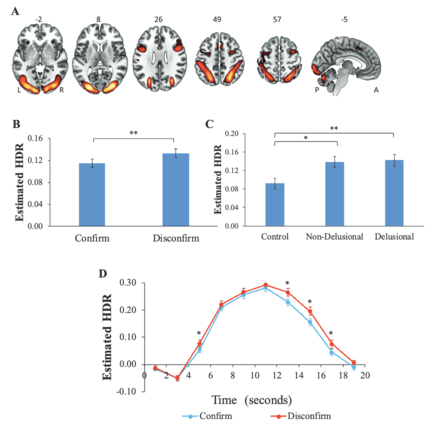 A
-2 8 26 49 57 -5
L R P A
B
**
Estimated HDR
0.16
0.12
0.08
0.04
0.00
Confirm Disconfirm
C
**
*
Estimated HDR
0.20
0.16
0.12
0.08
0.04
0.00
Control Non-Delusional Delusional
D
Estimated HDR
0.30
0.20
0.10
0.00
-0.10
* * * *
0 2 4 6 8 10 12 14 16 18 20
Time (seconds)
Confirm Disconfirm